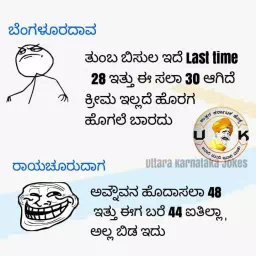 ಬೆಂಗಳೂರದಾವ
ತುಂಬ ಬಿಸುಲ ಇದೆ Last time
28 ಇತ್ತು ಈ ಸಲಾ 30 ಆಗಿದೆ
ಕ್ರೀಮ ಇಲ್ಲದೆ ಹೊರಗ
ಹೊಗಲೆ ಬಾರದು
U K
uttara karnataka Jokes
ರಾಯಚೂರುದಾಗ
ಅವ್ನೌವನ ಹೊದಾಸಲಾ 48
ಇತ್ತು ಈಗ ಬರೆ 44 ಐತಿಲ್ಲಾ,
ಅಲ್ಲ ಬಿಡ ಇದು